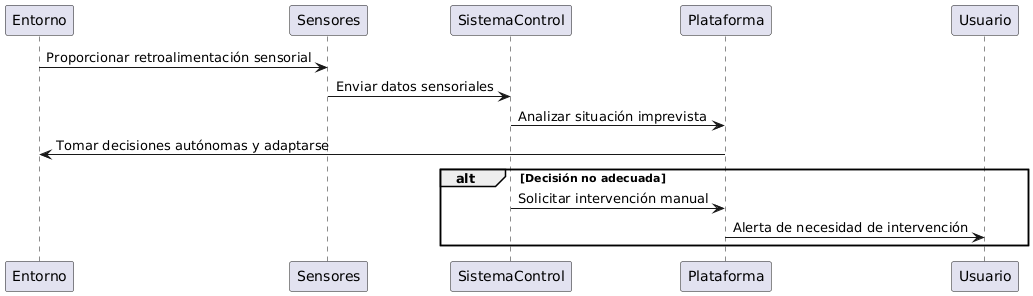 Entorno Sensores SistemaControl Plataforma Usuario
Proporcionar retroalimentación sensorial
Enviar datos sensoriales
Analizar situación imprevista
Tomar decisiones autónomas y adaptarse
alt [Decisión no adecuada]
Solicitar intervención manual
Alerta de necesidad de intervención
Entorno Sensores SistemaControl Plataforma Usuario